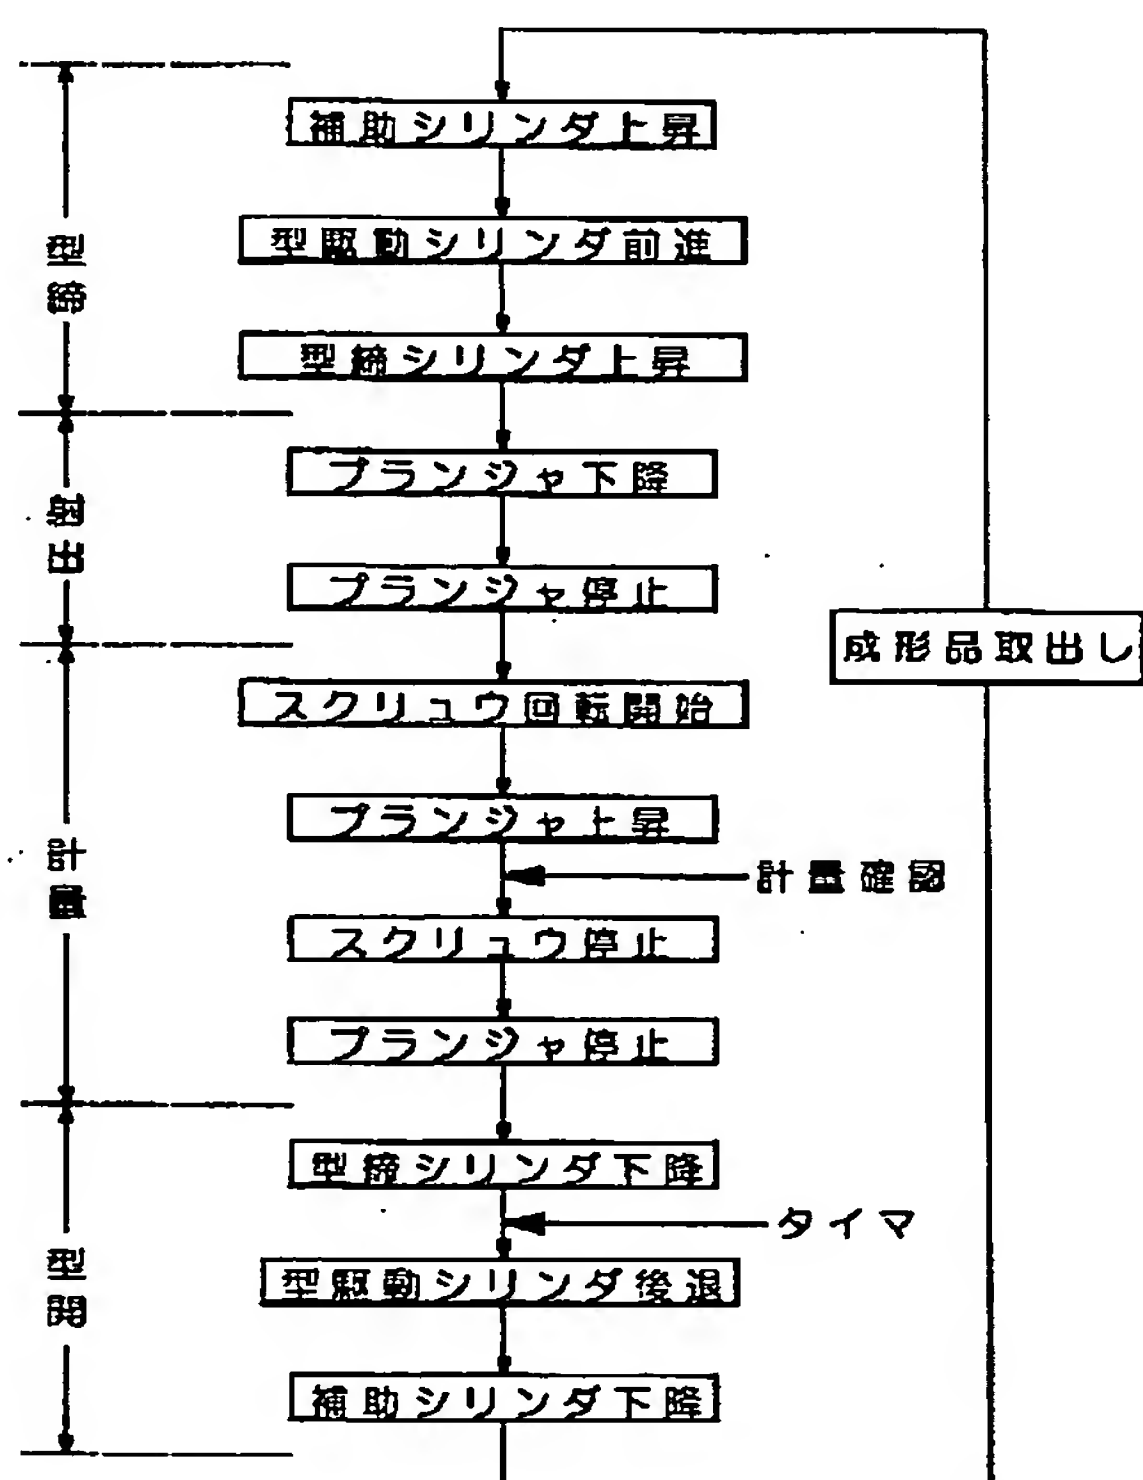 補助シリンダ上昇
型駆動シリンダ前進
型締
型締シリンダ上昇
プランジャ下降
射出
プランジャ停止
成形品取出し
スクリュウ回転開始
プランジャ上昇
計量
計量確認
スクリュウ停止
プランジャ停止
型締シリンダ下降
タイマ
型開
型駆動シリンダ後退
補助シリンダ下降